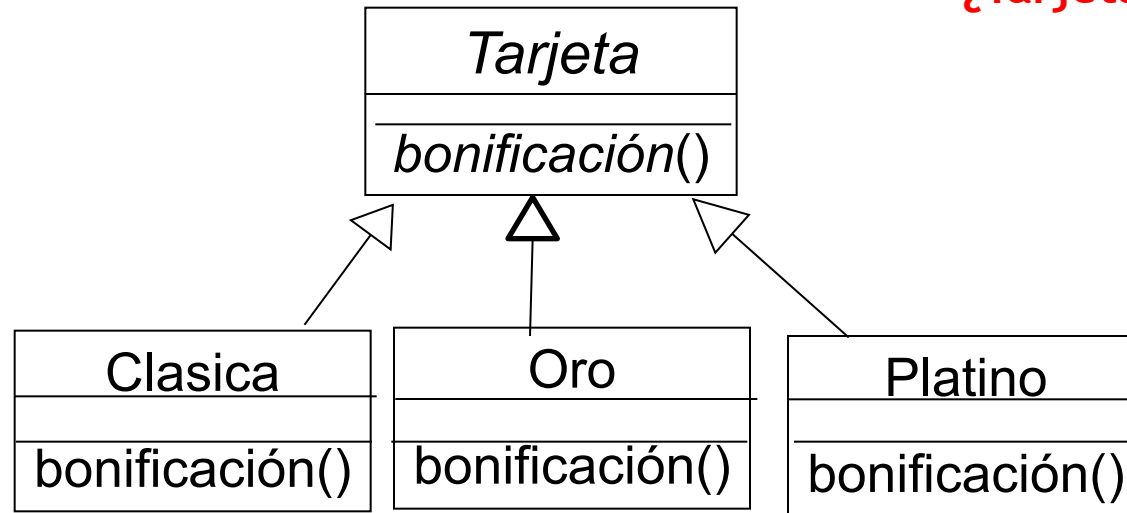 Tarjeta
bonificación()
Clasica
Oro
Platino
bonificación()
bonificación()
bonificación()